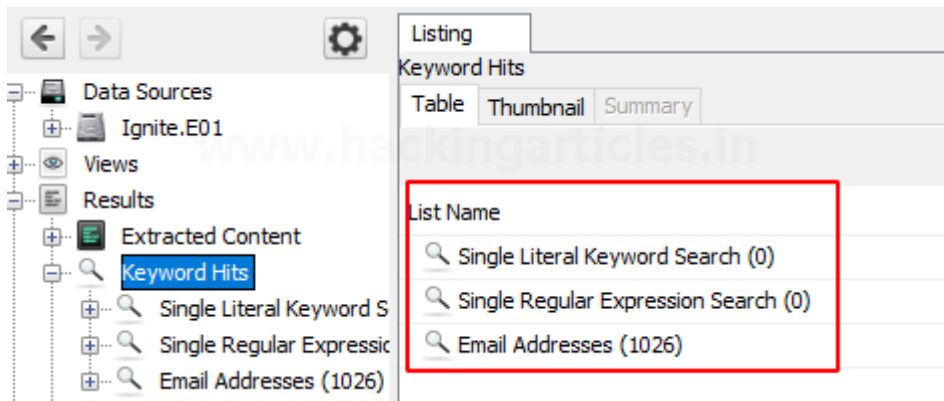 Data Sources
Ignite.E01
Views
Results
Extracted Content
Keyword Hits
Single Literal Keyword S
Single Regular Expressic
Email Addresses (1026)
Listing
Keyword Hits
Table Thumbnail Summary
www.hackingarticles.in
List Name
Single Literal Keyword Search (0)
Single Regular Expression Search (0)
Email Addresses (1026)